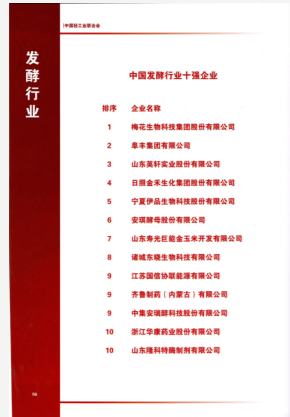 中国轻工业联合会
发酵行业
中国发酵行业十强企业
排序 企业名称
1 梅花生物科技集团股份有限公司
2 阜丰集团有限公司
3 山东英轩实业股份有限公司
4 日照金禾生化集团股份有限公司
5 宁夏伊品生物科技股份有限公司
6 安琪酵母股份有限公司
7 山东寿光巨能金玉米开发有限公司
8 诸城东晓生物科技有限公司
9 江苏国信协联能源有限公司
9 齐鲁制药（内蒙古）有限公司
9 中集安瑞醇科技股份有限公司
10 浙江华康药业股份有限公司
10 山东隆科特酶制剂有限公司